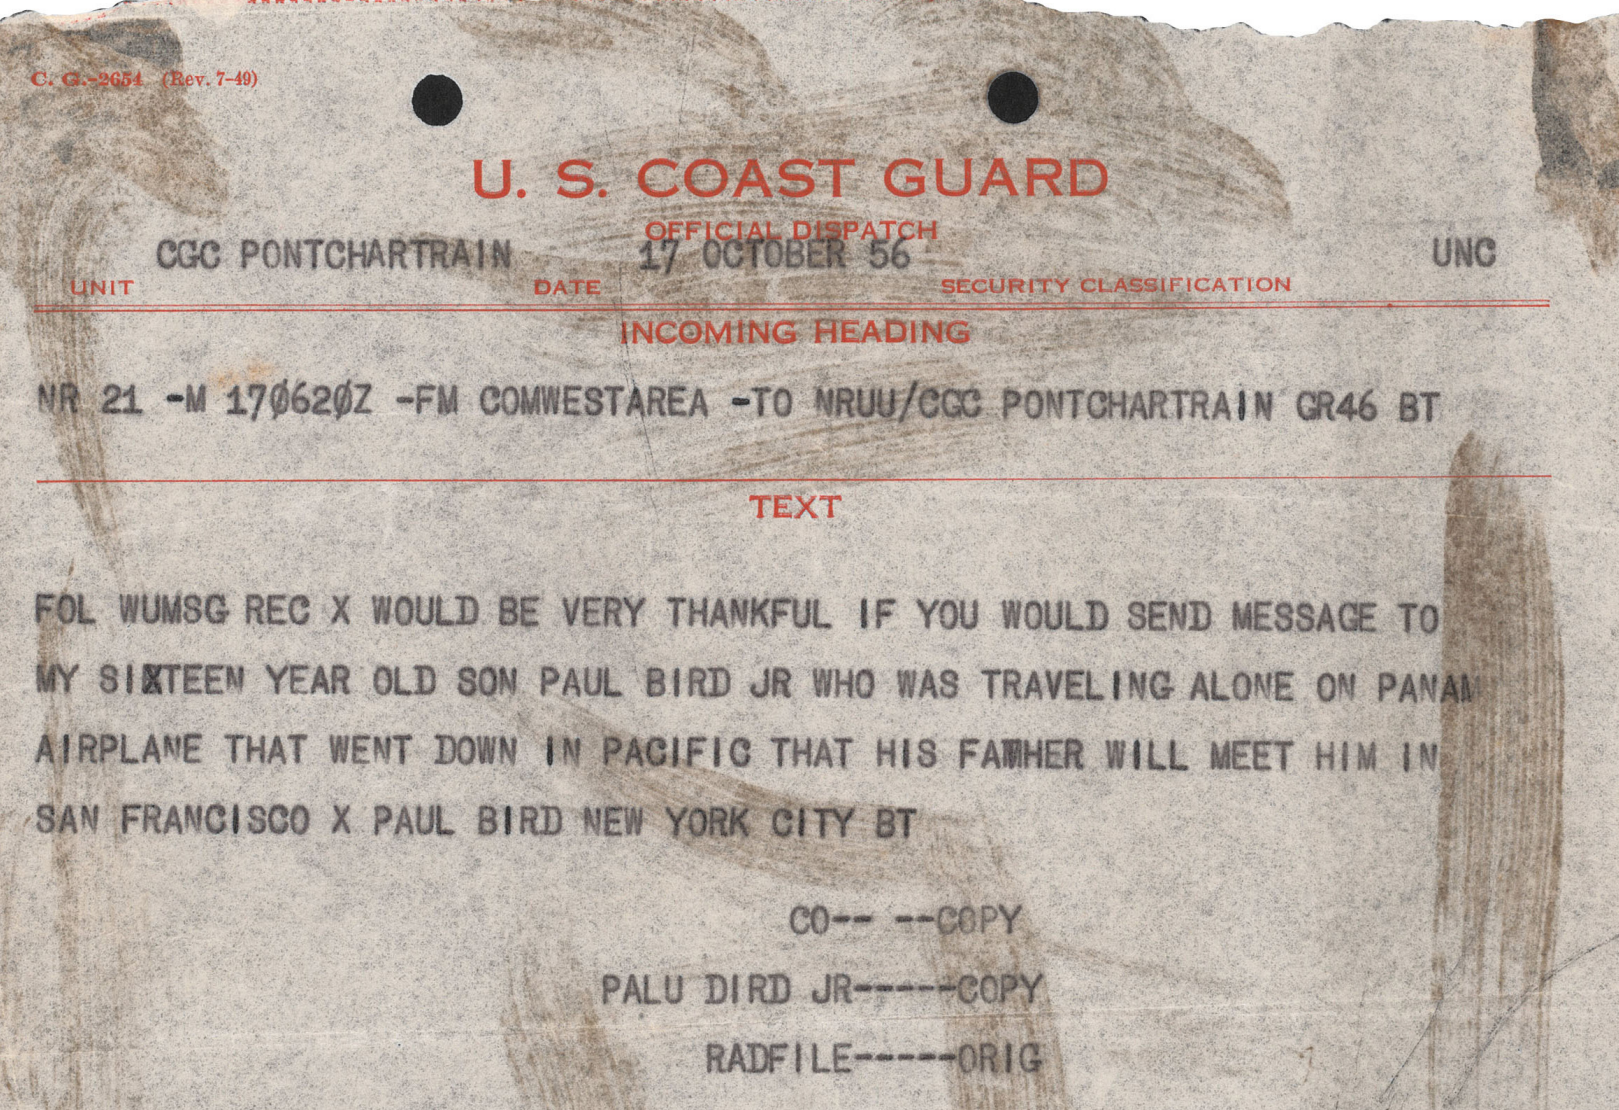 C. G.-2654 (Rev. 7-49)
U. S. COAST GUARD
OFFICIAL DISPATCH
CGC PONTCHARTRAIN 17 OCTOBER 56 UNC
UNIT DATE SECURITY CLASSIFICATION
INCOMING HEADING
NR 21 -M 17Ø62ØZ -FM COMWESTAREA -TO NRUU/CGC PONTCHARTRAIN GR46 BT
TEXT
FOL WUMSG REC X WOULD BE VERY THANKFUL IF YOU WOULD SEND MESSAGE TO
MY SIXTEEN YEAR OLD SON PAUL BIRD JR WHO WAS TRAVELING ALONE ON PANAM
AIRPLANE THAT WENT DOWN IN PACIFIC THAT HIS FATHER WILL MEET HIM IN
SAN FRANCISCO X PAUL BIRD NEW YORK CITY BT
CO-- --COPY
PALU DIRD JR-----COPY
RADFILE-----ORIG